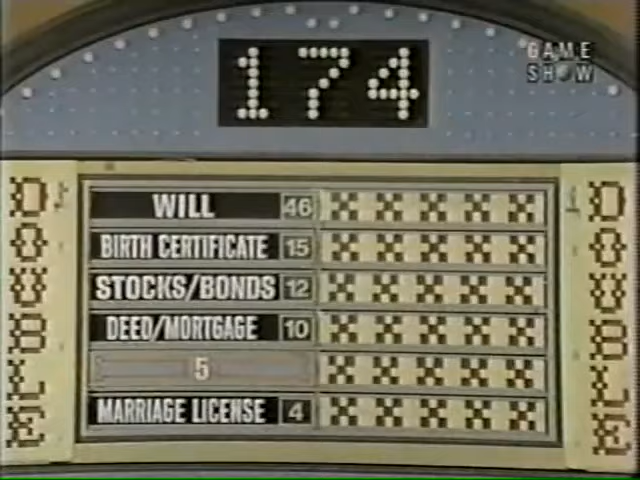 174
GAME
SHOW
WILL 46
BIRTH CERTIFICATE 15
STOCKS/BONDS 12
DEED/MORTGAGE 10
5
MARRIAGE LICENSE 4
DOUBLE
DOUBLE